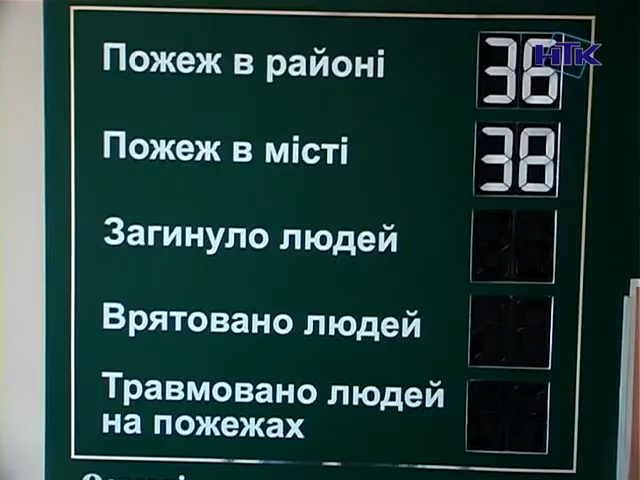 Пожеж в районі 36
НТК
Пожеж в місті 38
Загинуло людей
Врятовано людей
Травмовано людей
на пожежах